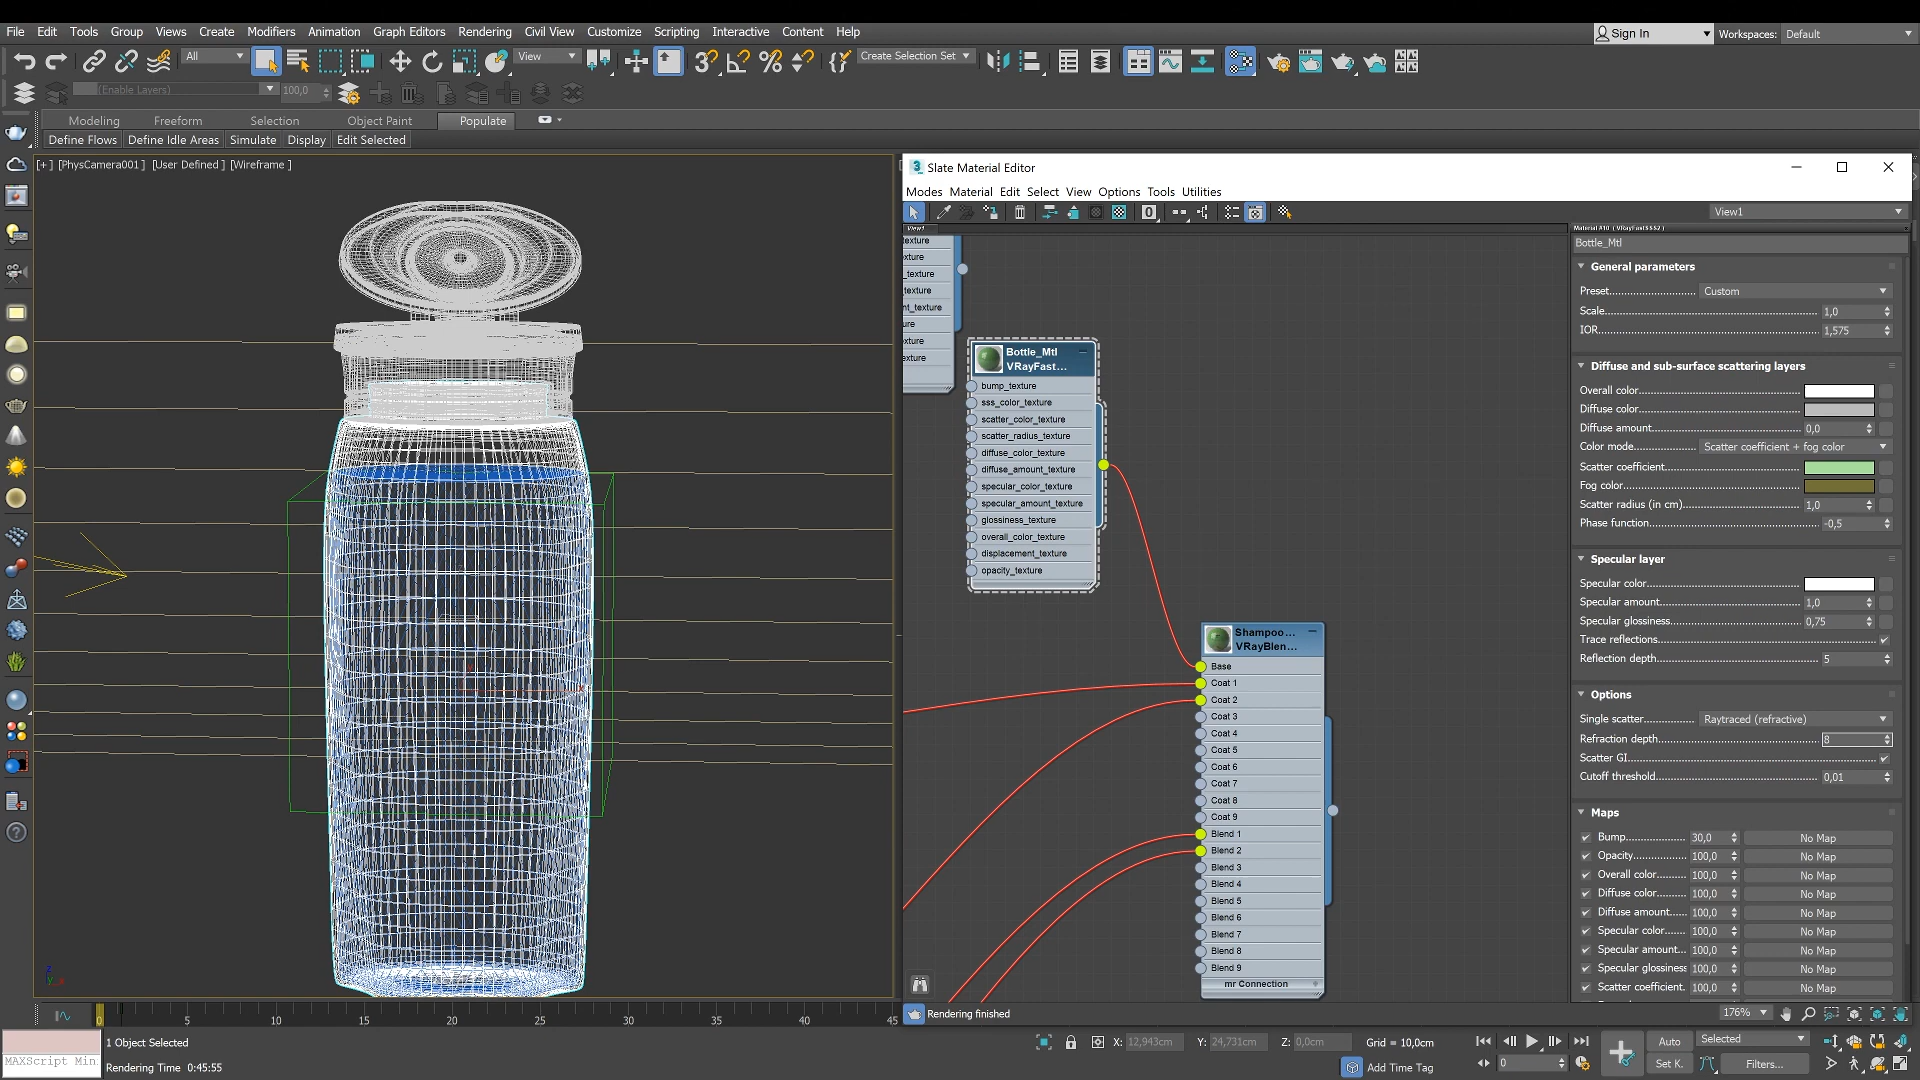 File Edit Tools Group Views Create Modifiers Animation Graph Editors Rendering Civil View Customize Scripting Interactive Content Help
Sign In
Workspaces: Default
All
View
Create Selection Set
(Enable Layers)
100,0
Modeling Freeform Selection Object Paint Populate
Define Flows Define Idle Areas Simulate Display Edit Selected
[+] [PhysCamera001] [User Defined] [Wireframe]
3 Slate Material Editor
Modes Material Edit Select View Options Tools Utilities
View1
View1
Material #10 ( VRayFastSSS2 )
Bottle_Mtl
General parameters
Preset Custom
Scale 1,0
IOR 1,575
Diffuse and sub-surface scattering layers
Overall color
Diffuse color
Diffuse amount 0,0
Color mode Scatter coefficient + fog color
Scatter coefficient
Fog color
Scatter radius (in cm) 1,0
Phase function -0,5
Specular layer
Specular color
Specular amount 1,0
Specular glossiness 0,75
Trace reflections
Reflection depth 5
Options
Single scatter Raytraced (refractive)
Refraction depth 8
Scatter GI
Cutoff threshold 0,01
Maps
Bump 30,0 No Map
Opacity 100,0 No Map
Overall color 100,0 No Map
Diffuse color 100,0 No Map
Diffuse amount 100,0 No Map
Specular color 100,0 No Map
Specular amount 100,0 No Map
Specular glossiness 100,0 No Map
Scatter coefficient. 100,0 No Map
exture
xture
_texture
texture
nt_texture
ure
xture
exture
Bottle_Mtl
VRayFast...
bump_texture
sss_color_texture
scatter_color_texture
scatter_radius_texture
diffuse_color_texture
diffuse_amount_texture
specular_color_texture
specular_amount_texture
glossiness_texture
overall_color_texture
displacement_texture
opacity_texture
Shampoo...
VRayBlen...
Base
Coat 1
Coat 2
Coat 3
Coat 4
Coat 5
Coat 6
Coat 7
Coat 8
Coat 9
Blend 1
Blend 2
Blend 3
Blend 4
Blend 5
Blend 6
Blend 7
Blend 8
Blend 9
mr Connection
Rendering finished
176%
0 5 10 15 20 25 30 35 40 45
MAXScript Min
1 Object Selected
Rendering Time 0:45:55
X: 12,943cm Y: 24,731cm Z: 0,0cm Grid = 10,0cm
Add Time Tag
0
Auto
Set K.
Selected
Filters...